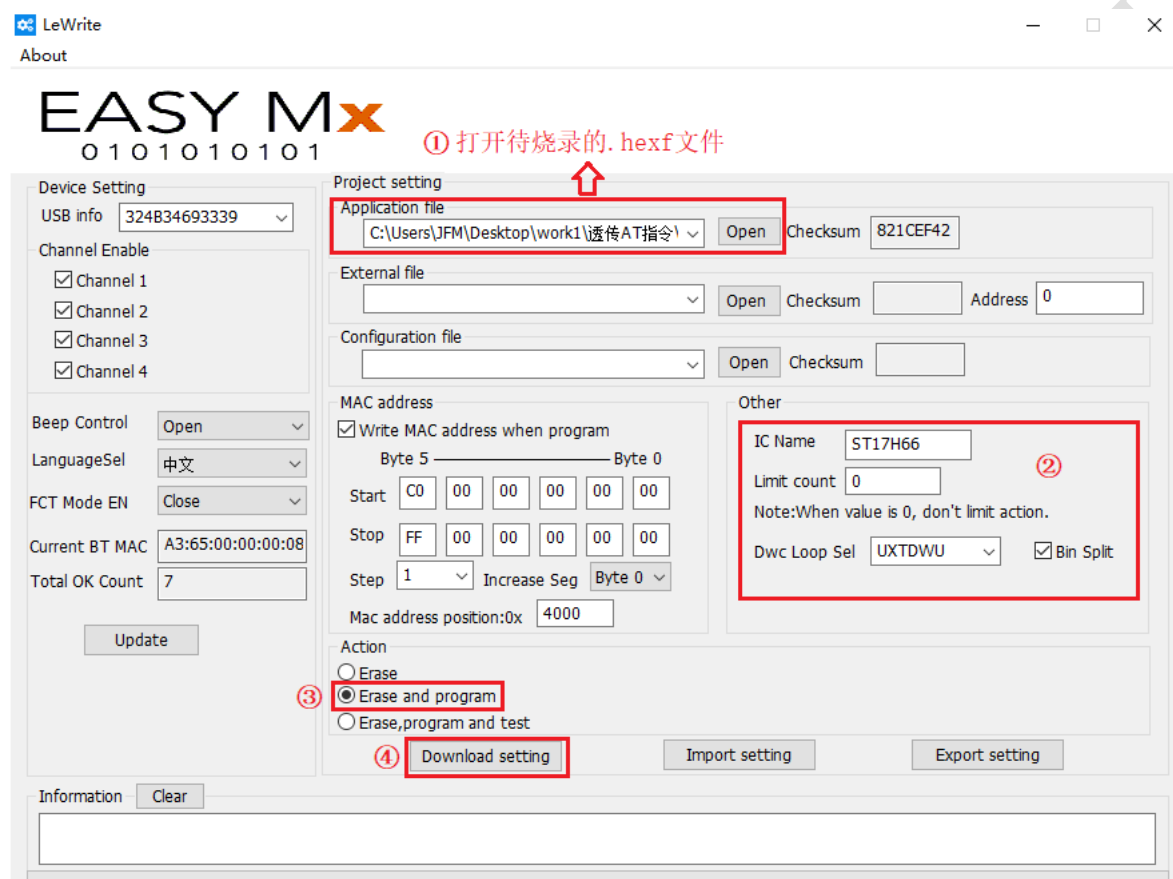 LeWrite
About
EASY Mx
0101010101
① 打开待烧录的.hexf文件
Device Setting
USB info 324B34693339
Channel Enable
Channel 1
Channel 2
Channel 3
Channel 4
Beep Control Open
LanguageSel 中文
FCT Mode EN Close
Current BT MAC A3:65:00:00:00:08
Total OK Count 7
Update
Project setting
Application file
C:\Users\JFM\Desktop\work1\透传AT指令\ Open Checksum 821CEF42
External file
Open Checksum Address 0
Configuration file
Open Checksum
MAC address
Write MAC address when program
Byte 5 Byte 0
Start C0 00 00 00 00 00
Stop FF 00 00 00 00 00
Step 1 Increase Seg Byte 0
Mac address position:0x 4000
Other
IC Name ST17H66
②
Limit count 0
Note:When value is 0, don't limit action.
Dwc Loop Sel UXTDWU Bin Split
Action
Erase
③ Erase and program
Erase,program and test
④ Download setting Import setting Export setting
Information Clear